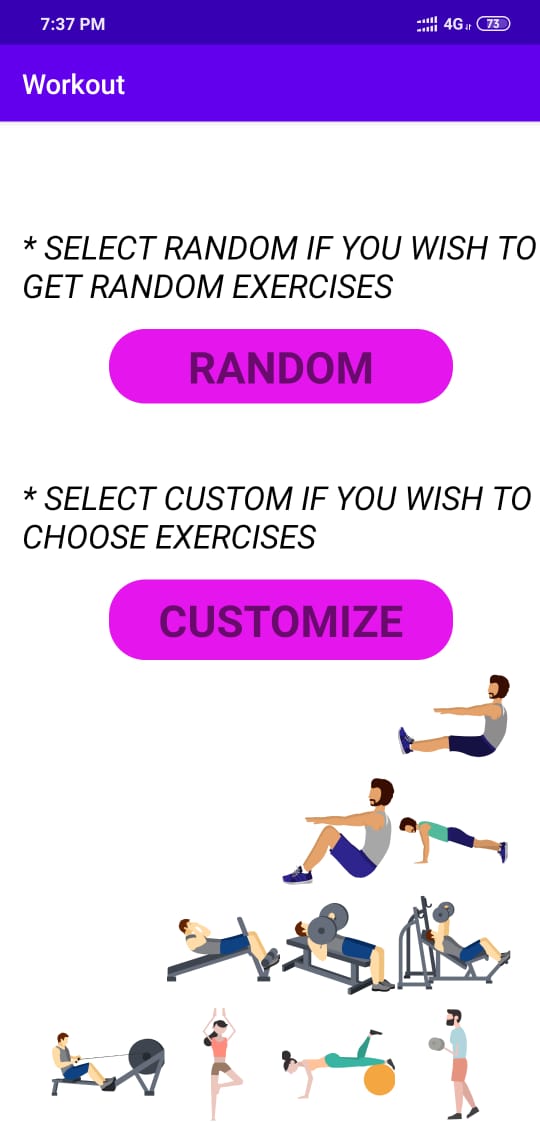 7:37 PM 4G 73
Workout
* SELECT RANDOM IF YOU WISH TO
GET RANDOM EXERCISES
RANDOM
* SELECT CUSTOM IF YOU WISH TO
CHOOSE EXERCISES
CUSTOMIZE